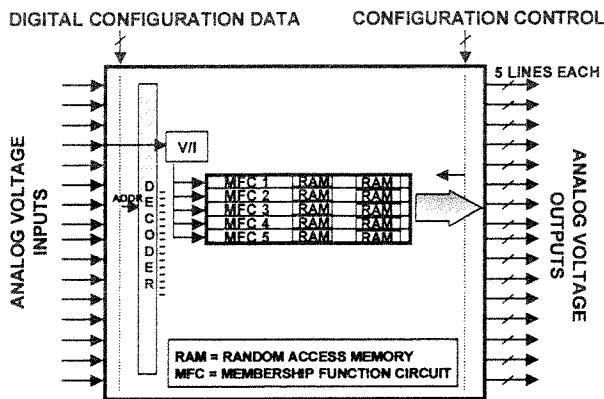 DIGITAL CONFIGURATION DATA
CONFIGURATION CONTROL
5 LINES EACH
ANALOG VOLTAGE
INPUTS
ADDR
DECODER
V/I
MFC 1 RAM RAM
MFC 2 RAM RAM
MFC 3 RAM RAM
MFC 4 RAM RAM
MFC 5 RAM RAM
ANALOG VOLTAGE
OUTPUTS
RAM = RANDOM ACCESS MEMORY
MFC = MEMBERSHIP FUNCTION CIRCUIT